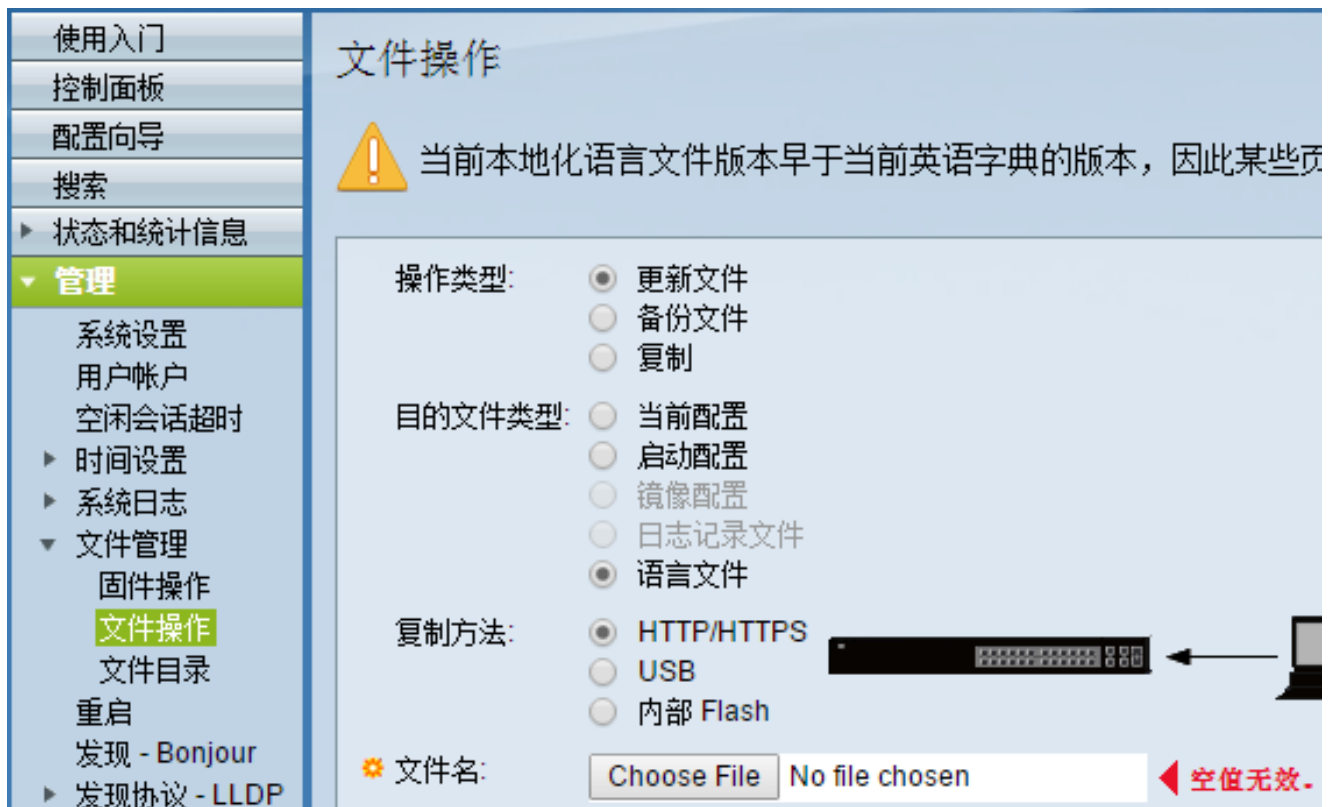 使用入门
控制面板
配置向导
搜索
状态和统计信息
管理
系统设置
用户帐户
空闲会话超时
时间设置
系统日志
文件管理
固件操作
文件操作
文件目录
重启
发现 - Bonjour
发现协议 - LLDP
文件操作
当前本地化语言文件版本早于当前英语字典的版本，因此某些页
操作类型:
更新文件
备份文件
复制
目的文件类型:
当前配置
启动配置
镜像配置
日志记录文件
语言文件
复制方法:
HTTP/HTTPS
USB
内部 Flash
文件名:
Choose File No file chosen
空值无效.